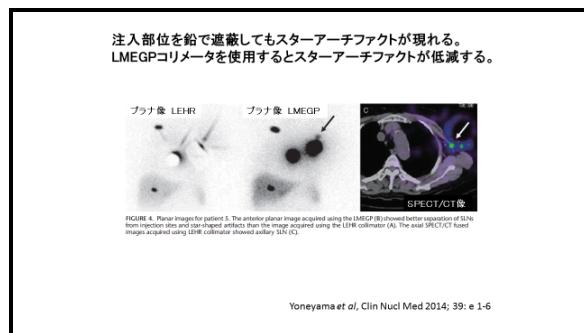 注入部位を鉛で遮蔽してもスターアーチファクトが現れる。
LMEGPコリメータを使用するとスターアーチファクトが低減する。
プラナ像 LEHR
プラナ像 LMEGP
C
SPECT/CT像
FIGURE 4. Planar images for patient 5. The anterior planar image acquired using the LMEGP (B) showed better separation of SLNs
from injection sites and star-shaped artifacts than the image acquired using the LEHR collimator (A). The axial SPECT/CT fused
images acquired using LEHR collimator showed axillary SLN (C).
Yoneyama et al, Clin Nucl Med 2014; 39: e 1-6